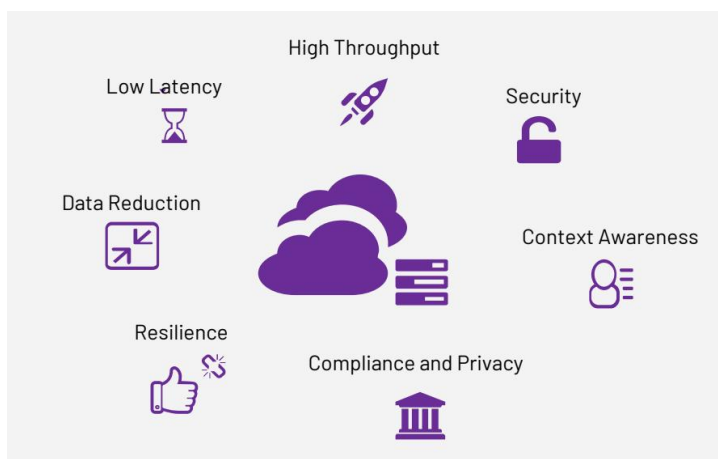 High Throughput
Low Latency
Security
Data Reduction
Context Awareness
Resilience
Compliance and Privacy